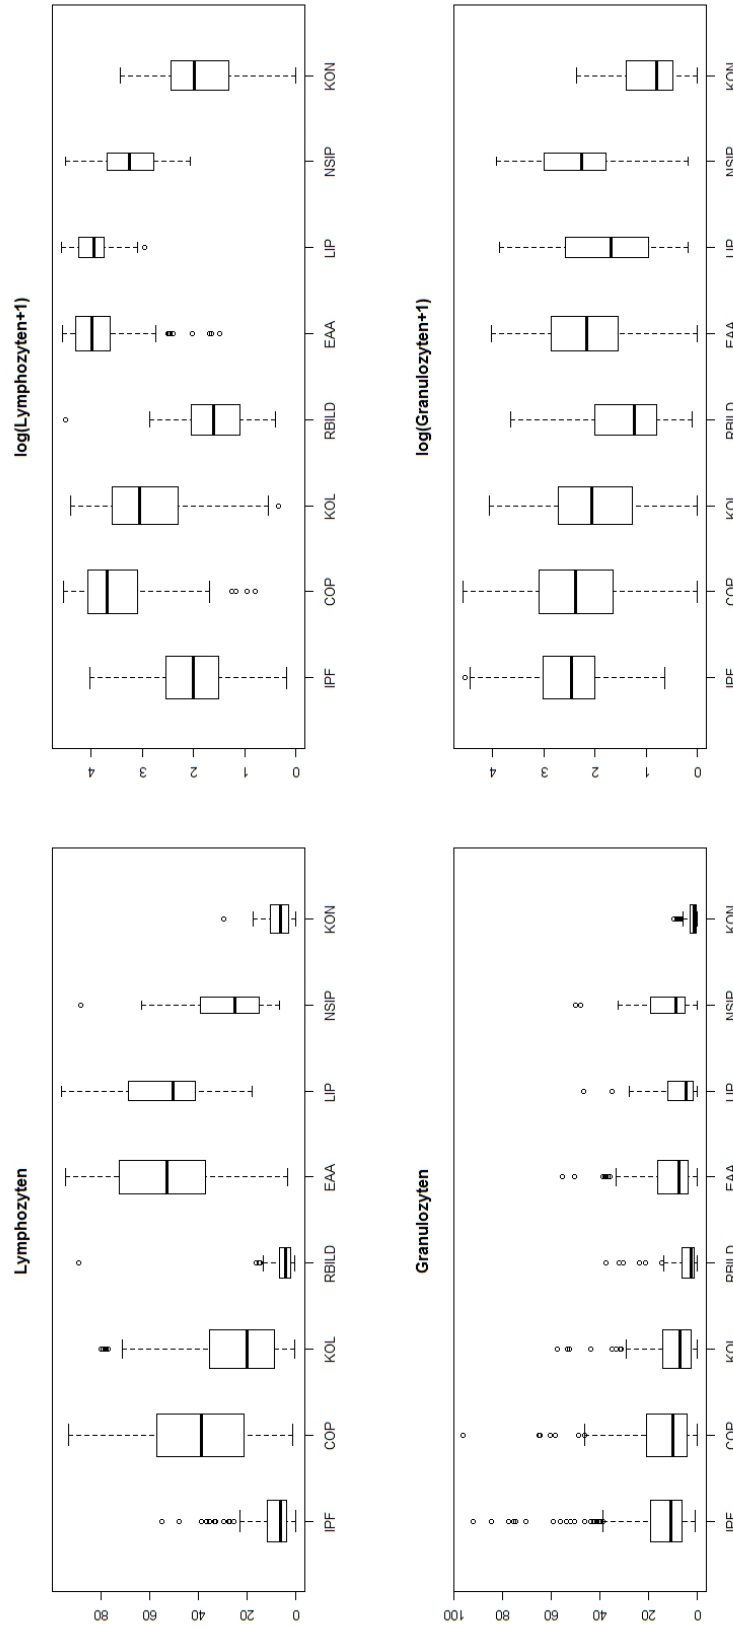 Lymphozyten
80
60
40
20
0
IPF COP KOL RBILD EAA LIP NSIP KON
log(Lymphozyten+1)
4
3
2
1
0
IPF COP KOL RBILD EAA LIP NSIP KON
Granulozyten
100
80
60
40
20
0
IPF COP KOL RBILD EAA LIP NSIP KON
log(Granulozyten+1)
4
3
2
1
0
IPF COP KOL RBILD EAA LIP NSIP KON